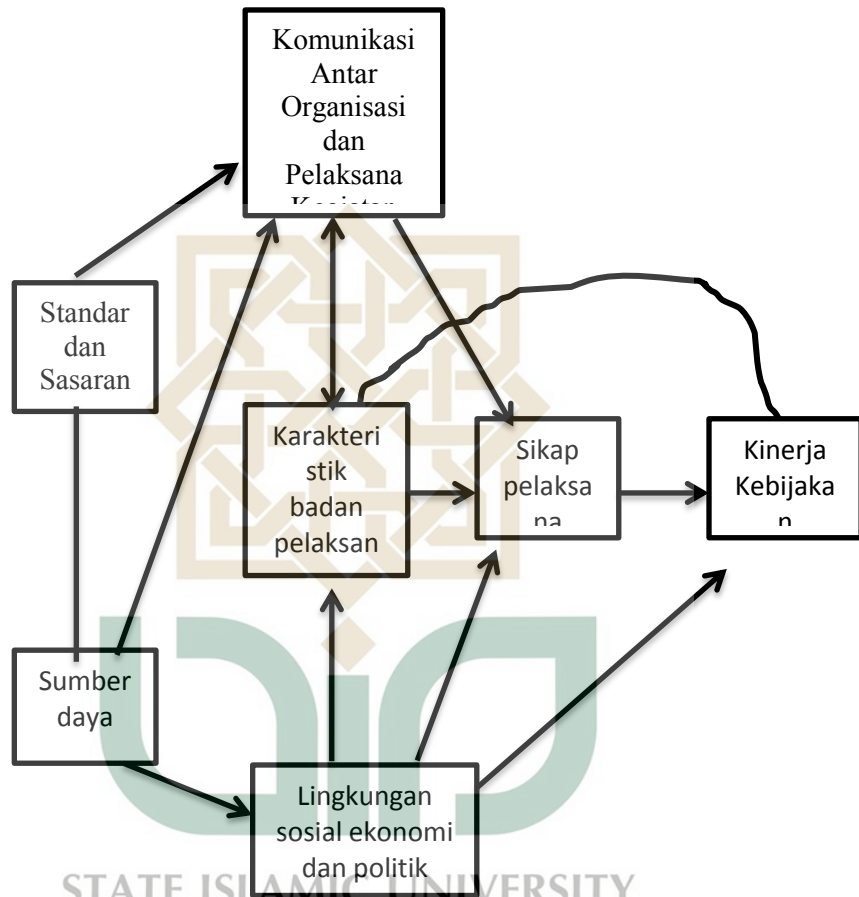 Komunikasi
Antar
Organisasi
dan
Pelaksana
Kegiatan
Standar
dan
Sasaran
Karakteri
stik
badan
pelaksan
Sikap
pelaksa
na
Kinerja
Kebijaka
n
Sumber
daya
Lingkungan
sosial ekonomi
dan politik
STATE ISLAMIC UNIVERSITY